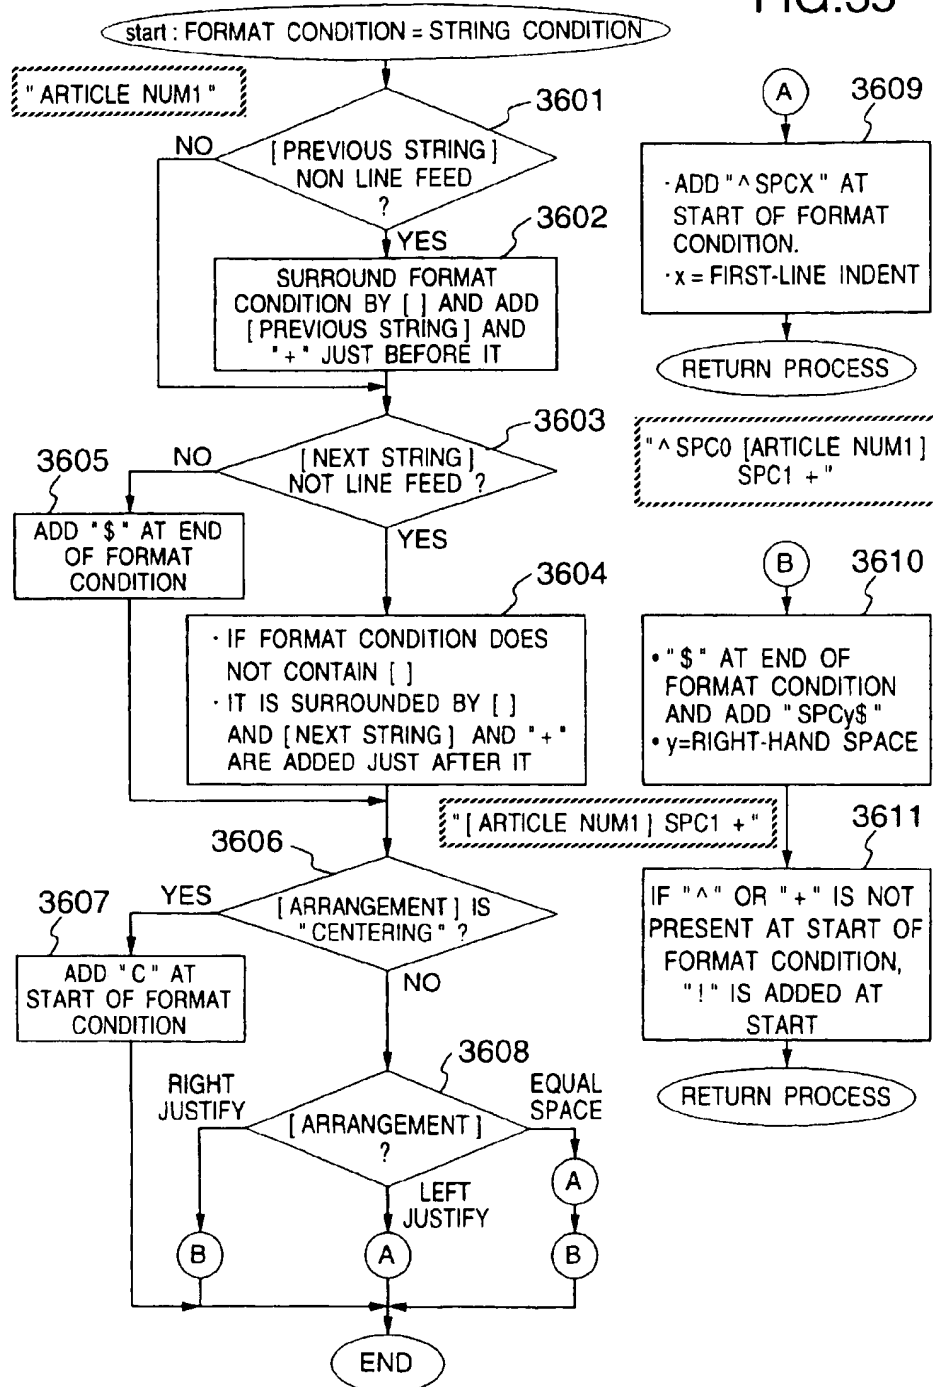 FIG.35
start : FORMAT CONDITION = STRING CONDITION
" ARTICLE NUM1"
3601
NO
[ PREVIOUS STRING ]
NON LINE FEED
?
YES
3602
SURROUND FORMAT
CONDITION BY [ ] AND ADD
[ PREVIOUS STRING ] AND
"+" JUST BEFORE IT
3603
[ NEXT STRING ]
NOT LINE FEED ?
NO
YES
3605
ADD "$" AT END
OF FORMAT
CONDITION
3604
· IF FORMAT CONDITION DOES
NOT CONTAIN [ ]
· IT IS SURROUNDED BY [ ]
AND [ NEXT STRING ] AND "+"
ARE ADDED JUST AFTER IT
"[ ARTICLE NUM1 ] SPC1 +"
3606
[ ARRANGEMENT ] IS
"CENTERING" ?
YES
NO
3607
ADD "C" AT
START OF FORMAT
CONDITION
3608
[ ARRANGEMENT ]
?
RIGHT
JUSTIFY
LEFT
JUSTIFY
EQUAL
SPACE
A
B
A
B
END
A
3609
· ADD "^SPCX" AT
START OF FORMAT
CONDITION.
· x = FIRST-LINE INDENT
RETURN PROCESS
"^SPC0 [ARTICLE NUM1]
SPC1 +"
B
3610
• "$" AT END OF
FORMAT CONDITION
AND ADD "SPCy$"
• y=RIGHT-HAND SPACE
3611
IF "^" OR "+" IS NOT
PRESENT AT START OF
FORMAT CONDITION,
"!" IS ADDED AT
START
RETURN PROCESS